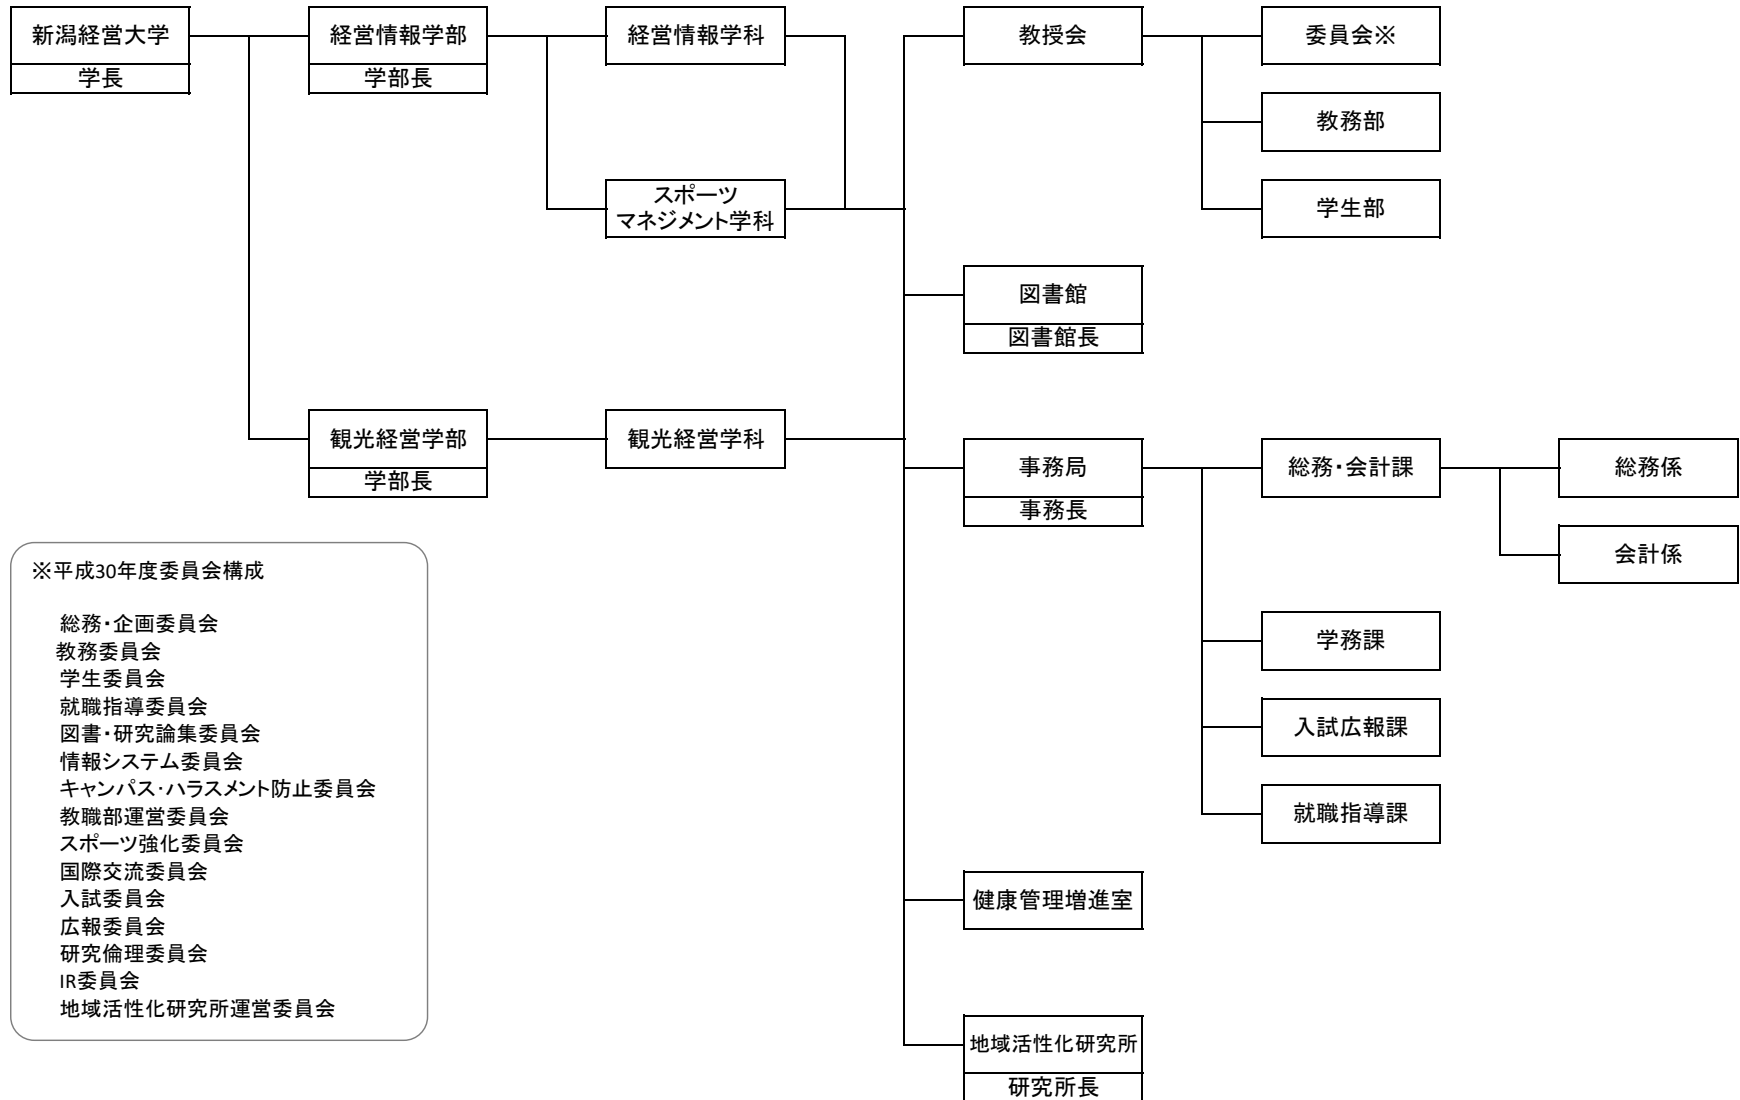 新潟経営大学
学長
経営情報学部
学部長
経営情報学科
スポーツ
マネジメント学科
観光経営学部
学部長
観光経営学科
教授会
委員会※
教務部
学生部
図書館
図書館長
事務局
事務長
総務・会計課
総務係
会計係
学務課
入試広報課
就職指導課
健康管理増進室
地域活性化研究所
研究所長
※平成30年度委員会構成
総務・企画委員会
教務委員会
学生委員会
就職指導委員会
図書・研究論集委員会
情報システム委員会
キャンパス・ハラスメント防止委員会
教職部運営委員会
スポーツ強化委員会
国際交流委員会
入試委員会
広報委員会
研究倫理委員会
IR委員会
地域活性化研究所運営委員会